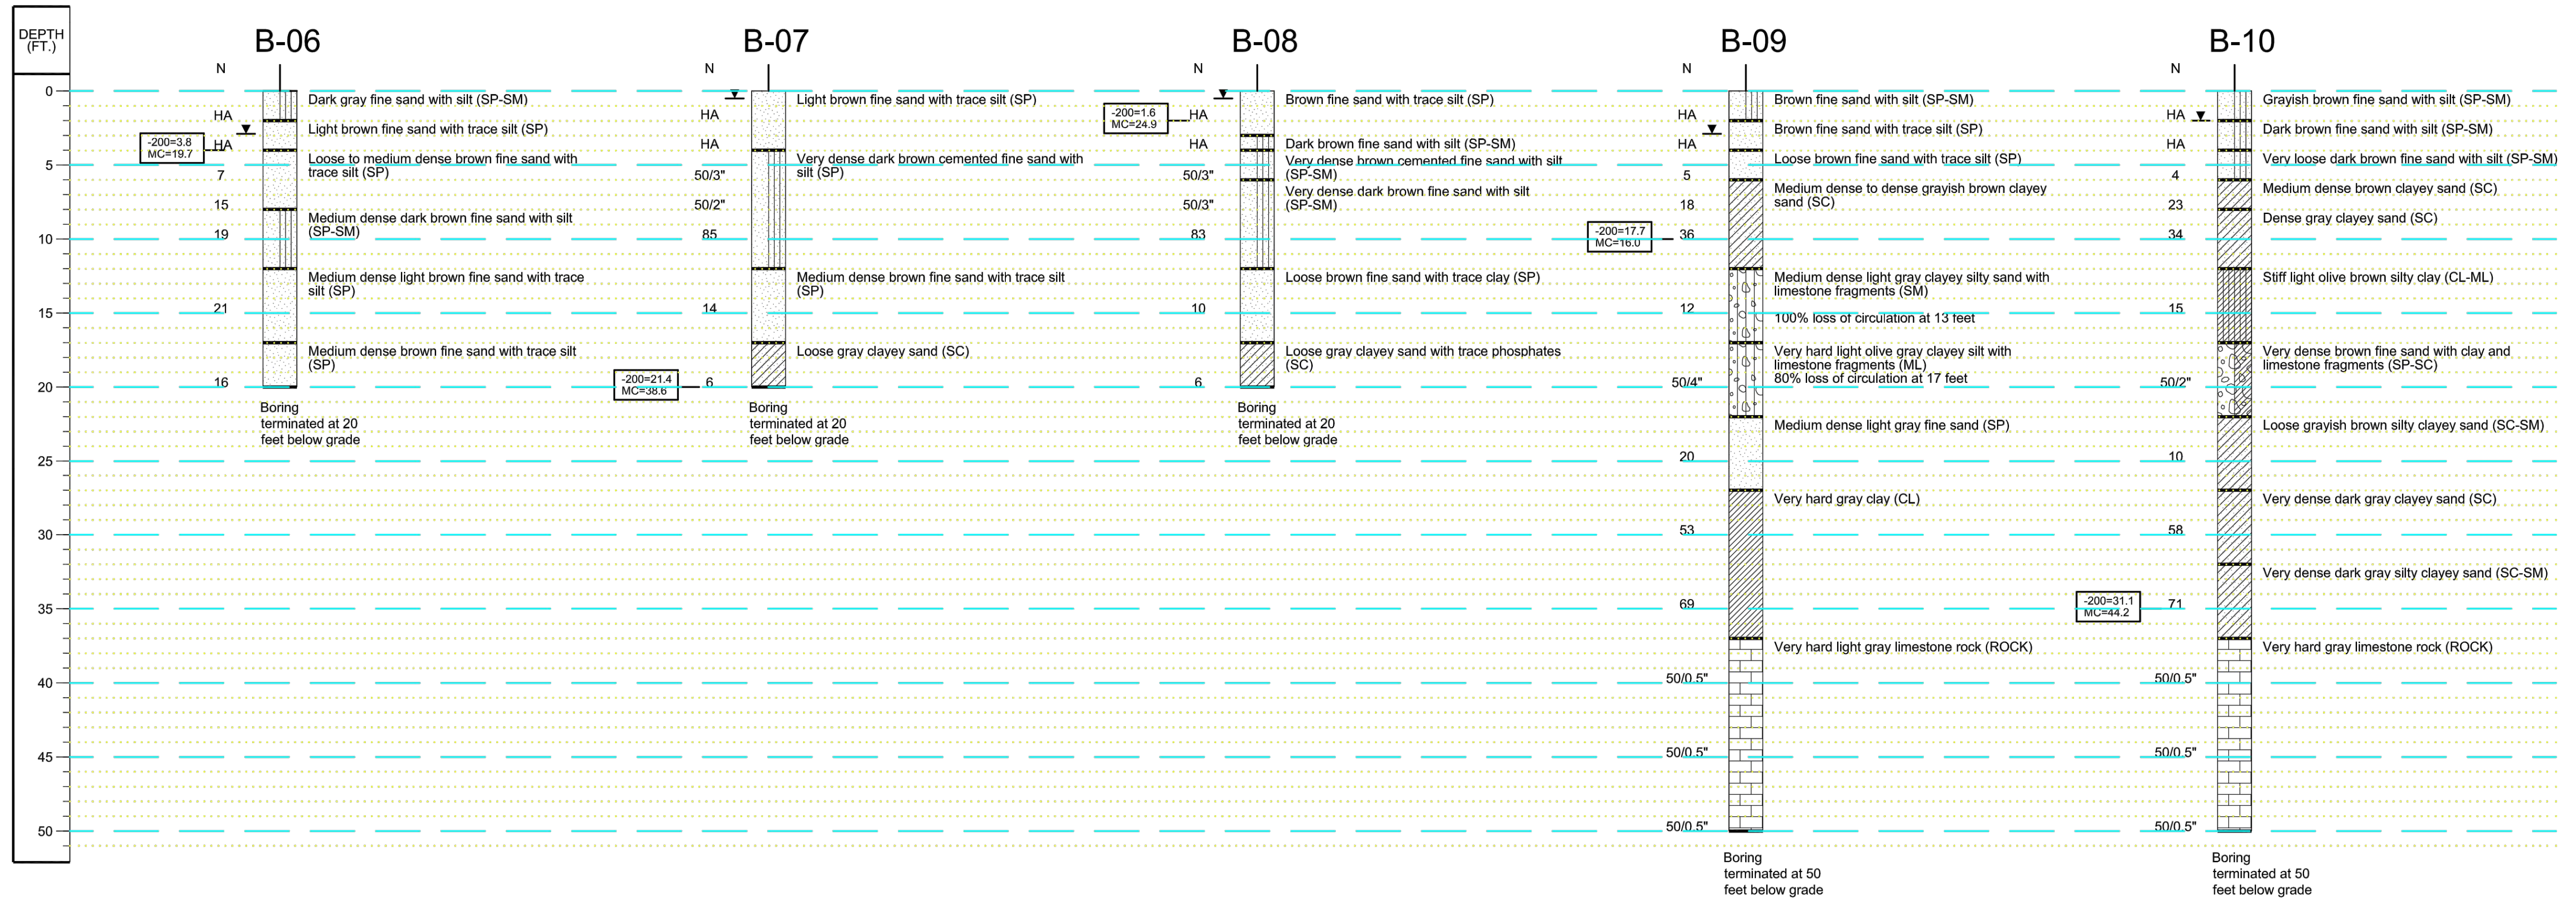 DEPTH
(FT.)
0
5
10
15
20
25
30
35
40
45
50
B-06
N
HA
HA
7
15
19
21
16
-200=3.8
MC=19.7
Dark gray fine sand with silt (SP-SM)
Light brown fine sand with trace silt (SP)
Loose to medium dense brown fine sand with
trace silt (SP)
Medium dense dark brown fine sand with silt
(SP-SM)
Medium dense light brown fine sand with trace
silt (SP)
Medium dense brown fine sand with trace silt
(SP)
Boring
terminated at 20
feet below grade
B-07
N
HA
HA
50/3"
50/2"
85
14
6
-200=21.4
MC=38.6
Light brown fine sand with trace silt (SP)
Very dense dark brown cemented fine sand with
silt (SP)
Medium dense brown fine sand with trace silt
(SP)
Loose gray clayey sand (SC)
Boring
terminated at 20
feet below grade
B-08
N
HA
HA
50/3"
50/3"
83
10
6
-200=1.6
MC=24.9
Brown fine sand with trace silt (SP)
Dark brown fine sand with silt (SP-SM)
Very dense brown cemented fine sand with silt
(SP-SM)
Very dense dark brown fine sand with silt
(SP-SM)
Loose brown fine sand with trace clay (SP)
Loose gray clayey sand with trace phosphates
(SC)
Boring
terminated at 20
feet below grade
B-09
N
HA
HA
5
18
36
12
50/4"
20
53
69
50/0.5"
50/0.5"
50/0.5"
-200=17.7
MC=16.0
Brown fine sand with silt (SP-SM)
Brown fine sand with trace silt (SP)
Loose brown fine sand with trace silt (SP)
Medium dense to dense grayish brown clayey
sand (SC)
Medium dense light gray clayey silty sand with
limestone fragments (SM)
100% loss of circulation at 13 feet
Very hard light olive gray clayey silt with
limestone fragments (ML)
80% loss of circulation at 17 feet
Medium dense light gray fine sand (SP)
Very hard gray clay (CL)
Very hard light gray limestone rock (ROCK)
Boring
terminated at 50
feet below grade
B-10
N
HA
HA
4
23
34
15
50/2"
10
58
71
50/0.5"
50/0.5"
50/0.5"
-200=31.1
MC=44.2
Grayish brown fine sand with silt (SP-SM)
Dark brown fine sand with silt (SP-SM)
Very loose dark brown fine sand with silt (SP-SM)
Medium dense brown clayey sand (SC)
Dense gray clayey sand (SC)
Stiff light olive brown silty clay (CL-ML)
Very dense brown fine sand with clay and
limestone fragments (SP-SC)
Loose grayish brown silty clayey sand (SC-SM)
Very dense dark gray clayey sand (SC)
Very dense dark gray silty clayey sand (SC-SM)
Very hard gray limestone rock (ROCK)
Boring
terminated at 50
feet below grade